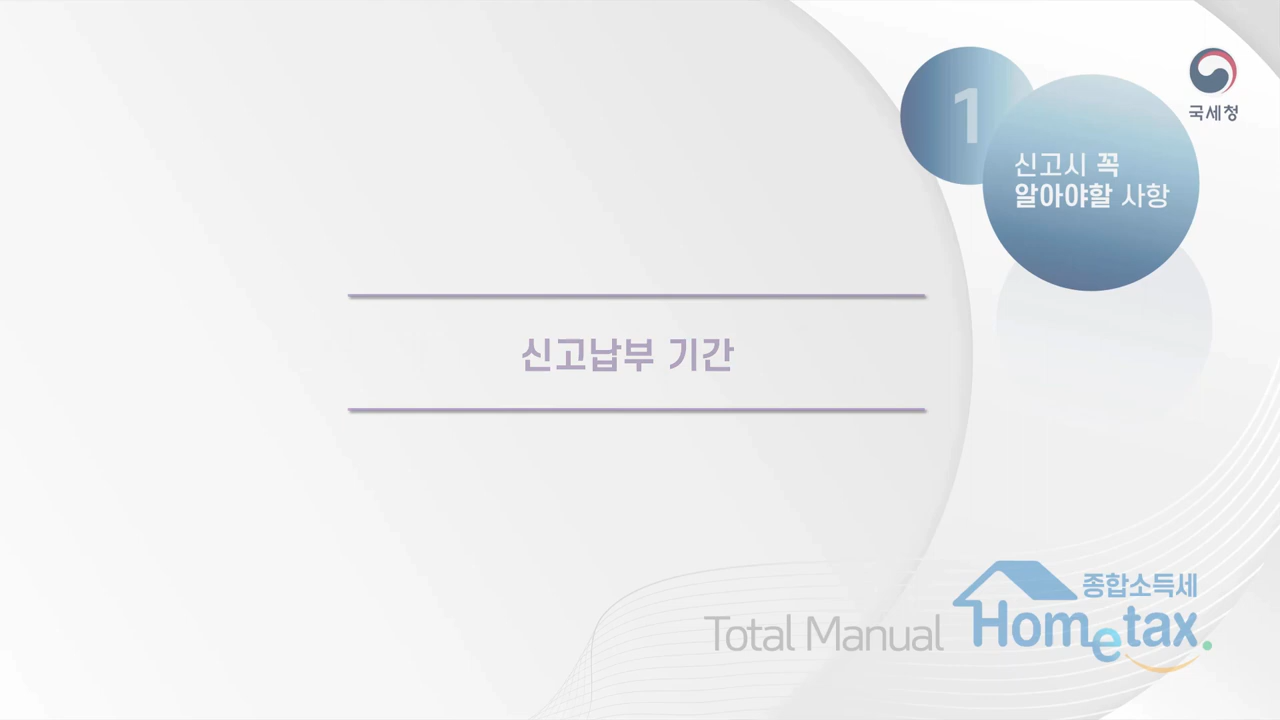 1
신고시 꼭
알아야할 사항
국세청
신고납부 기간
Total Manual
종합소득세
Hometax.